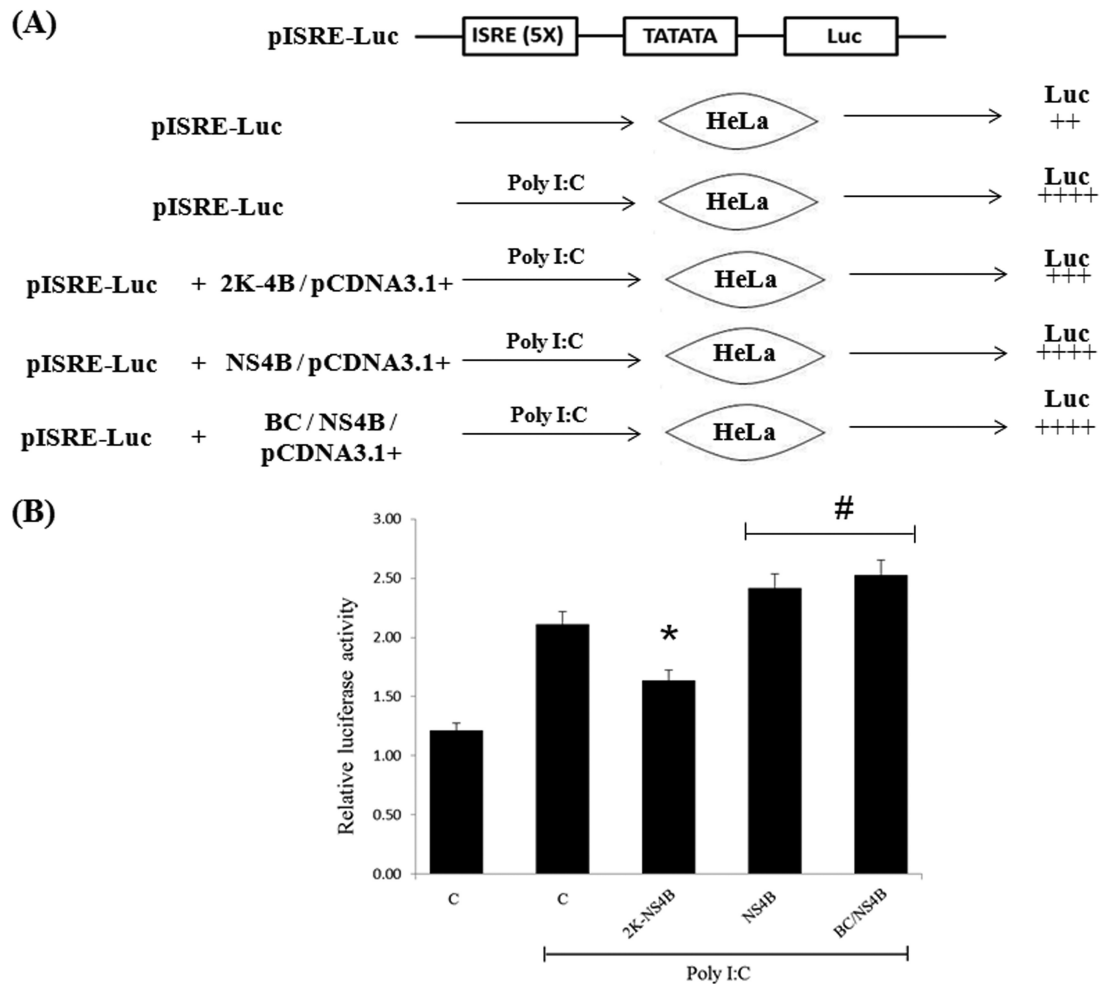 (A)
pISRE-Luc ISRE (5X) TATATA Luc
pISRE-Luc HeLa Luc
++
pISRE-Luc Poly I:C HeLa Luc
++++
pISRE-Luc + 2K-4B / pCDNA3.1+ Poly I:C HeLa Luc
+++
pISRE-Luc + NS4B / pCDNA3.1+ Poly I:C HeLa Luc
++++
pISRE-Luc + BC / NS4B / Poly I:C HeLa Luc
pCDNA3.1+ ++++
(B)
Relative luciferase activity
3.00
2.50
2.00
1.50
1.00
0.50
0.00
*
#
C
C
2K-NS4B
NS4B
BC/NS4B
Poly I:C